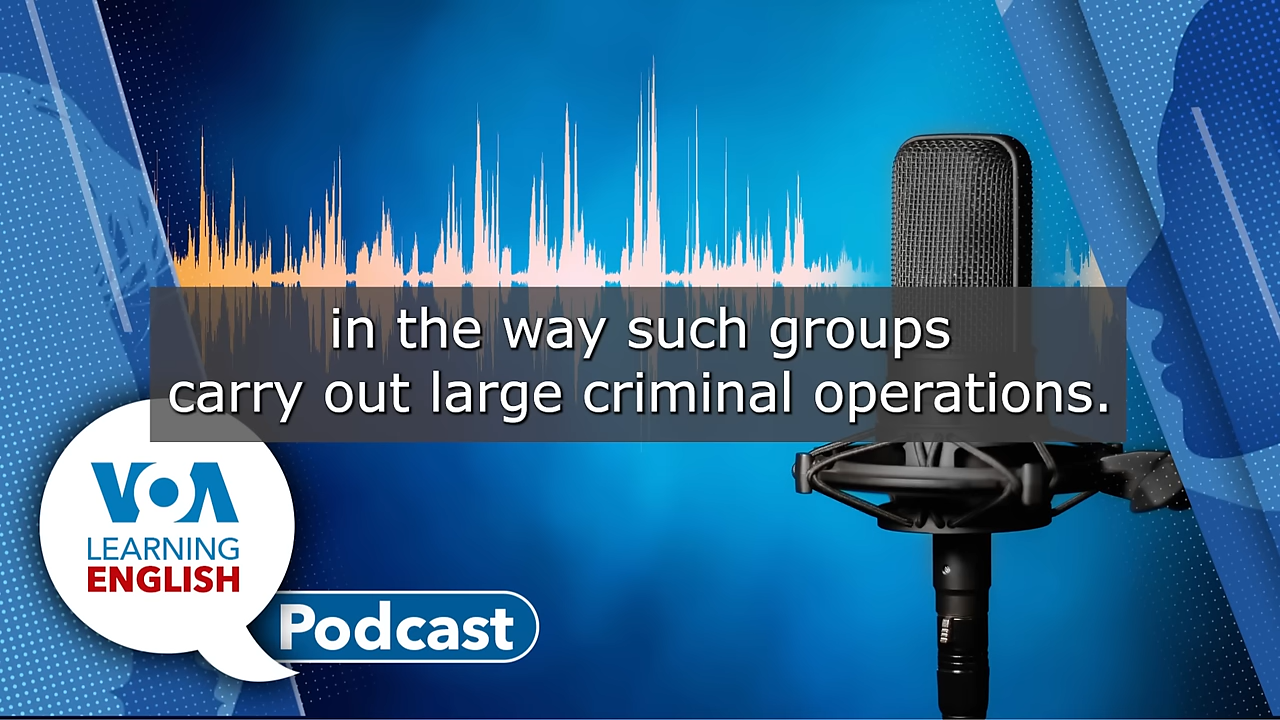 in the way such groups
carry out large criminal operations.
VOA
LEARNING
ENGLISH
Podcast